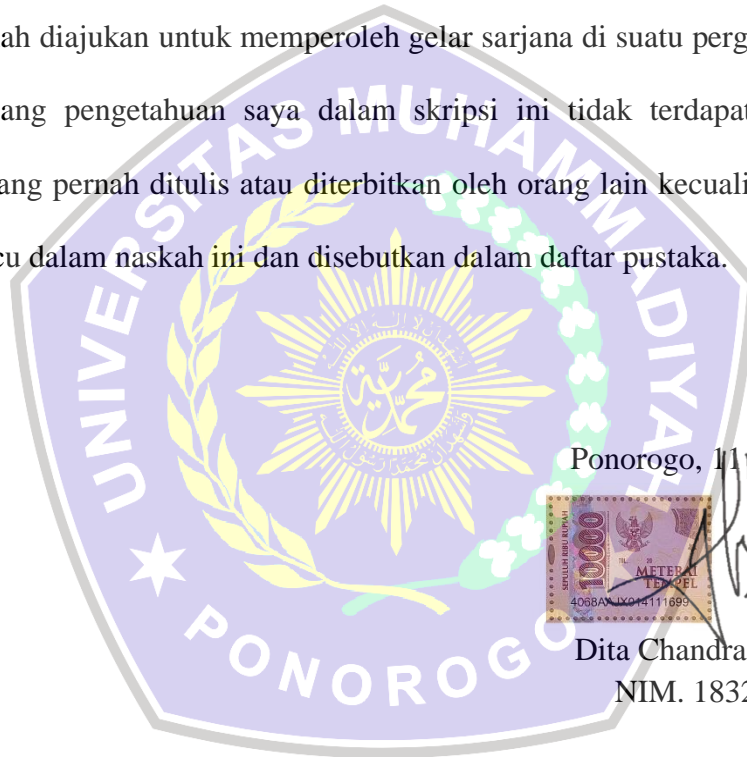 ah diajukan untuk memperoleh gelar sarjana di suatu perg
ang pengetahuan saya dalam skripsi ini tidak terdapat
ang pernah ditulis atau diterbitkan oleh orang lain kecuali
cu dalam naskah ini dan disebutkan dalam daftar pustaka.
UNIVERSITAS MUHAMMADIYAH
PONOROGO
Ponorogo, 11
SEPULUH RIBU RUPIAH
10000
METERAI
TEMPEL
4068AAJX014111699
Dita Chandra
NIM. 1832